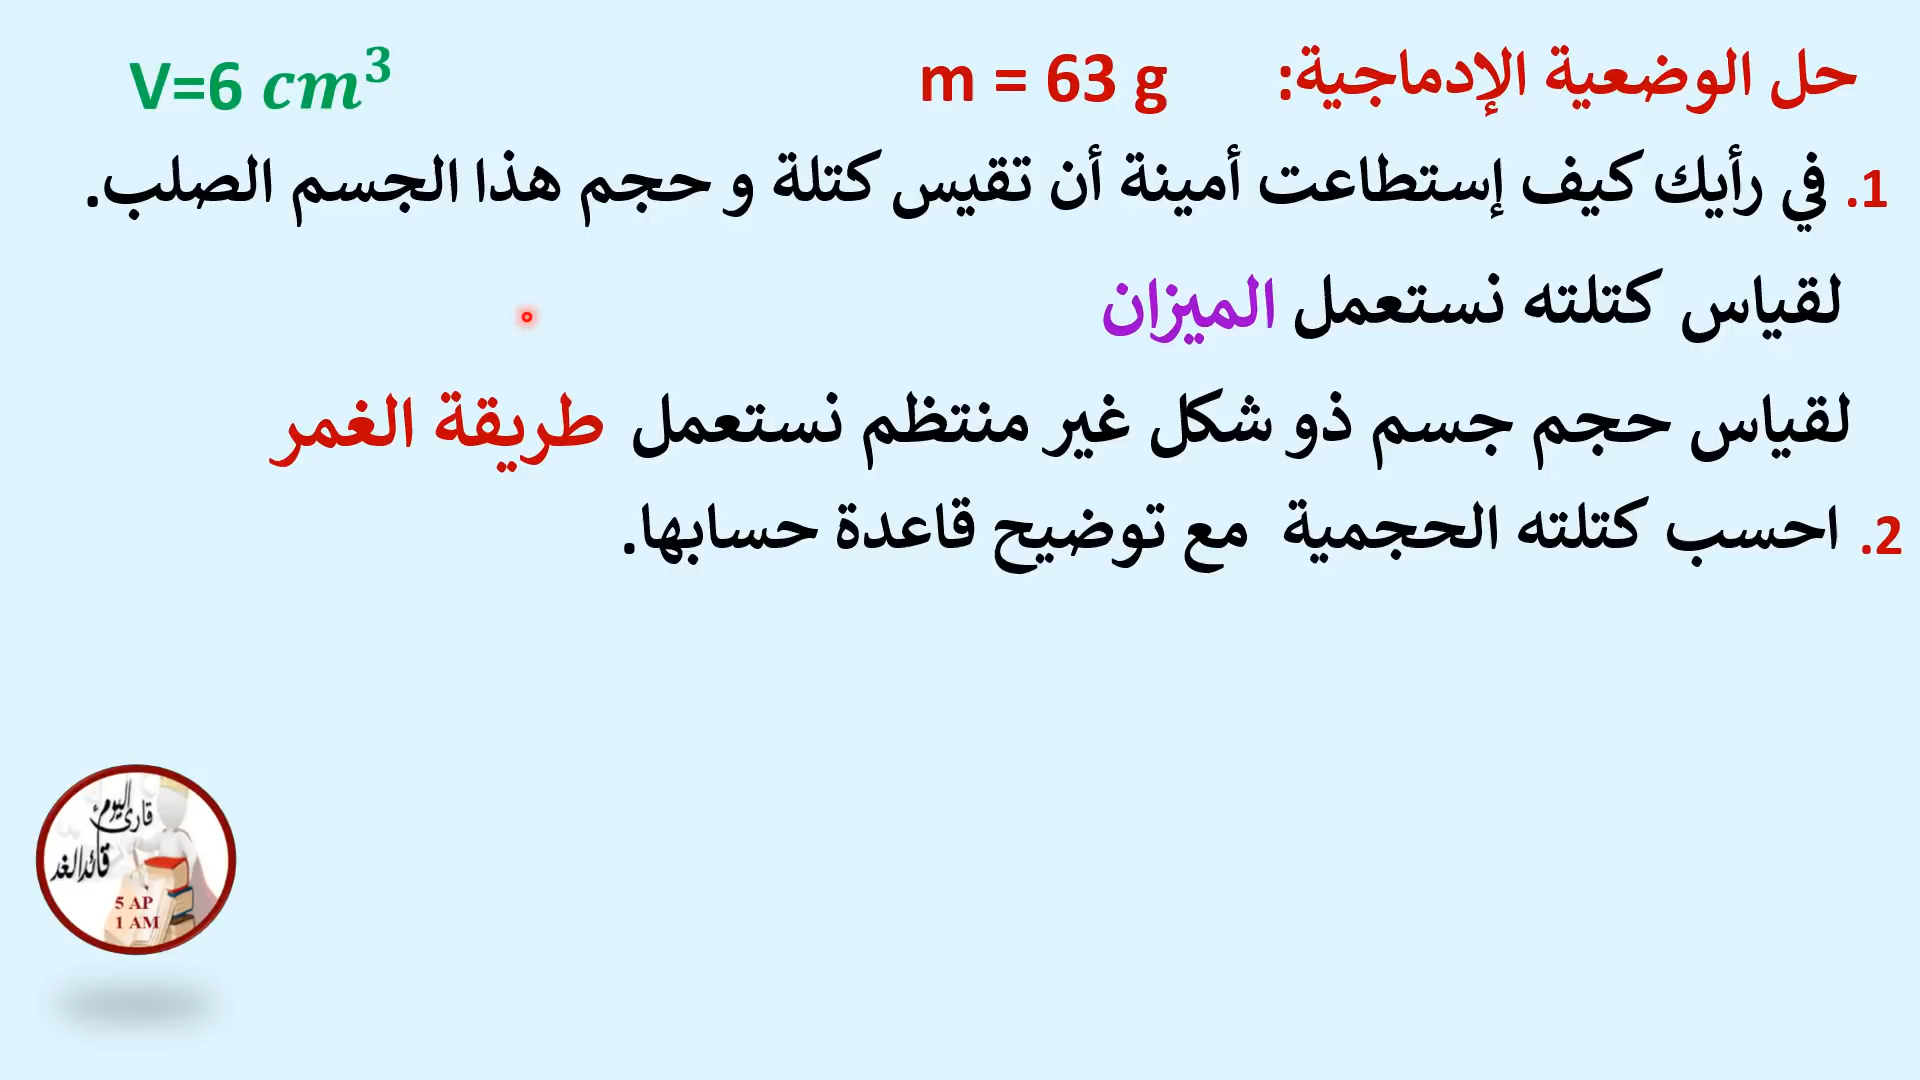 حل الوضعية الإدماجية: m = 63 g V=6 cm³
1. في رأيك كيف إستطاعت أمينة أن تقيس كتلة و حجم هذا الجسم الصلب.
لقياس كتلته نستعمل الميزان
لقياس حجم جسم ذو شكل غير منتظم نستعمل طريقة الغمر
2. احسب كتلته الحجمية مع توضيح قاعدة حسابها.
قارئ اليوم
قائد الغد
5 AP
1 AM